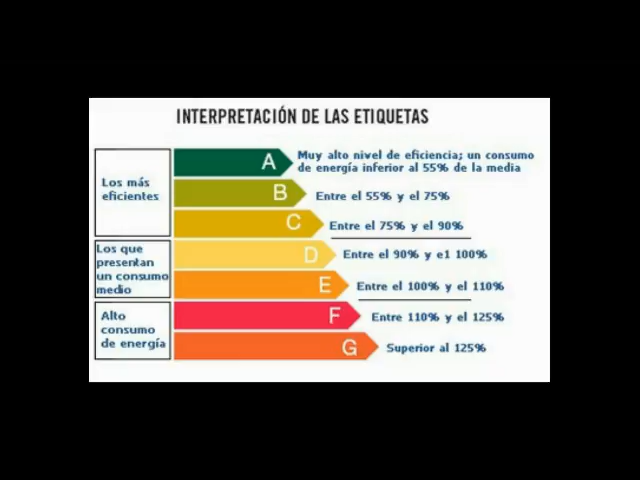 INTERPRETACIÓN DE LAS ETIQUETAS
Los más
eficientes
A
Muy alto nivel de eficiencia; un consumo
de energía inferior al 55% de la media
B
Entre el 55% y el 75%
C
Entre el 75% y el 90%
Los que
presentan
un consumo
medio
D
Entre el 90% y e1 100%
E
Entre el 100% y el 110%
Alto
consumo
de energía
F
Entre 110% y el 125%
G
Superior al 125%